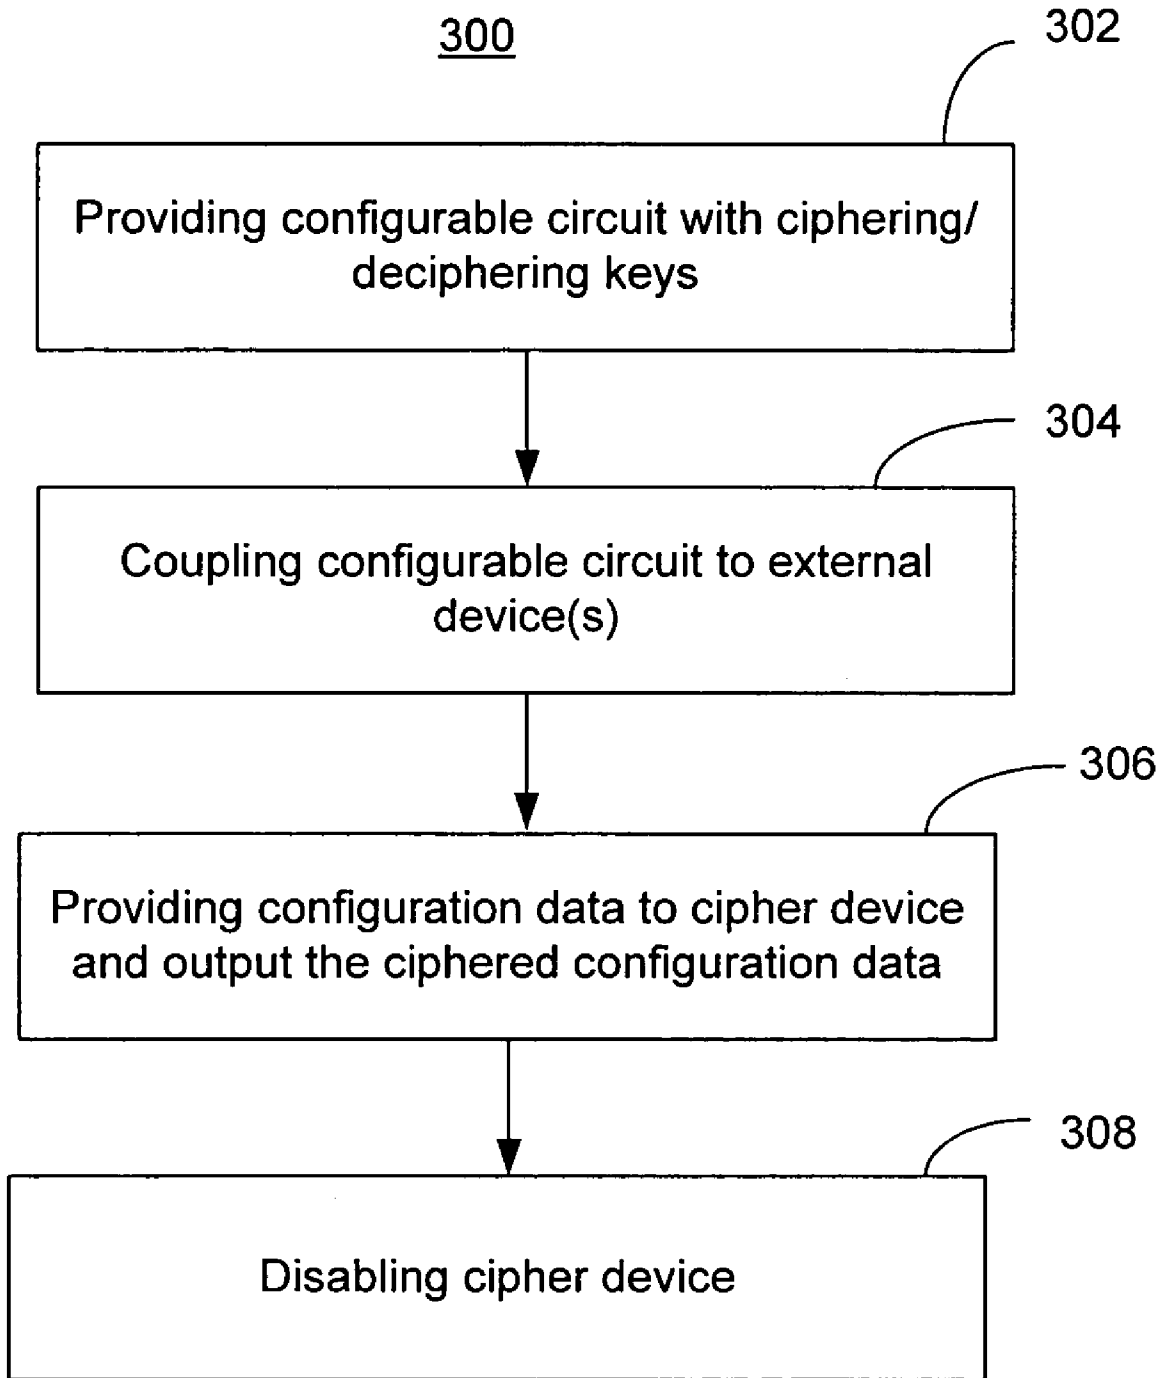 300
302
Providing configurable circuit with ciphering/
deciphering keys
304
Coupling configurable circuit to external
device(s)
306
Providing configuration data to cipher device
and output the ciphered configuration data
308
Disabling cipher device